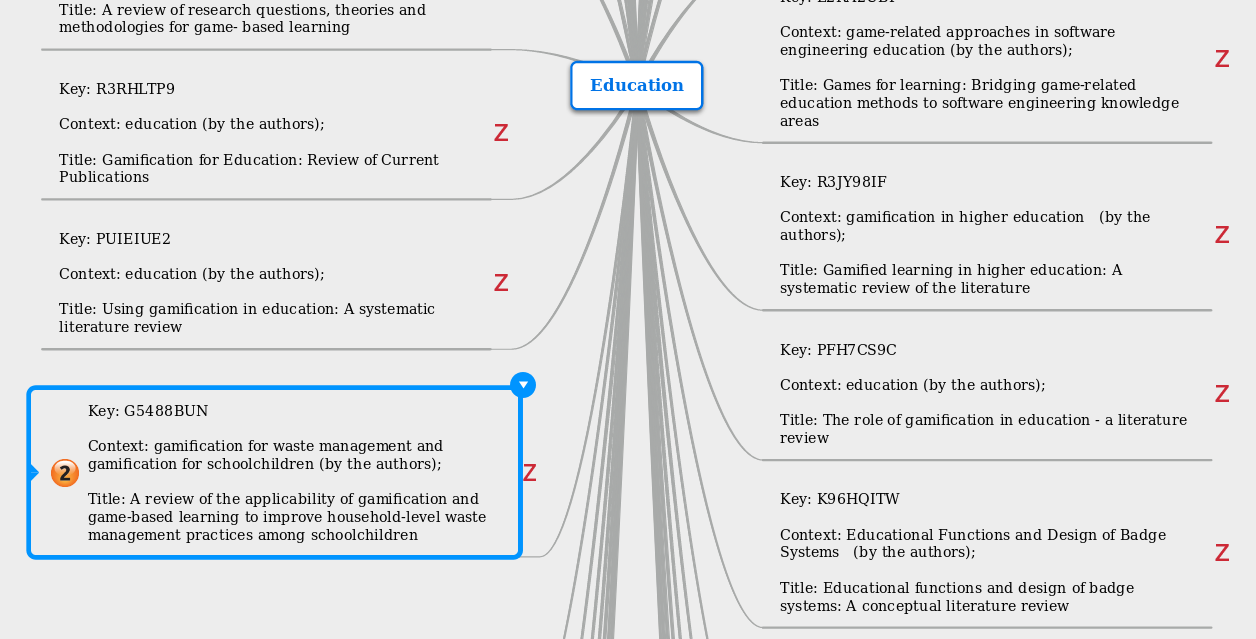 Title: A review of research questions, theories and
methodologies for game- based learning
Key: R3RHLTP9
Context: education (by the authors);
Z
Title: Gamification for Education: Review of Current
Publications
Key: PUIEIUE2
Context: education (by the authors);
Z
Title: Using gamification in education: A systematic
literature review
Key: G5488BUN
Context: gamification for waste management and
gamification for schoolchildren (by the authors);
2
Z
Title: A review of the applicability of gamification and
game-based learning to improve household-level waste
management practices among schoolchildren
Education
Context: game-related approaches in software
engineering education (by the authors);
Z
Title: Games for learning: Bridging game-related
education methods to software engineering knowledge
areas
Key: R3JY98IF
Context: gamification in higher education (by the
authors);
Z
Title: Gamified learning in higher education: A
systematic review of the literature
Key: PFH7CS9C
Context: education (by the authors);
Z
Title: The role of gamification in education - a literature
review
Key: K96HQITW
Context: Educational Functions and Design of Badge
Systems (by the authors);
Z
Title: Educational functions and design of badge
systems: A conceptual literature review